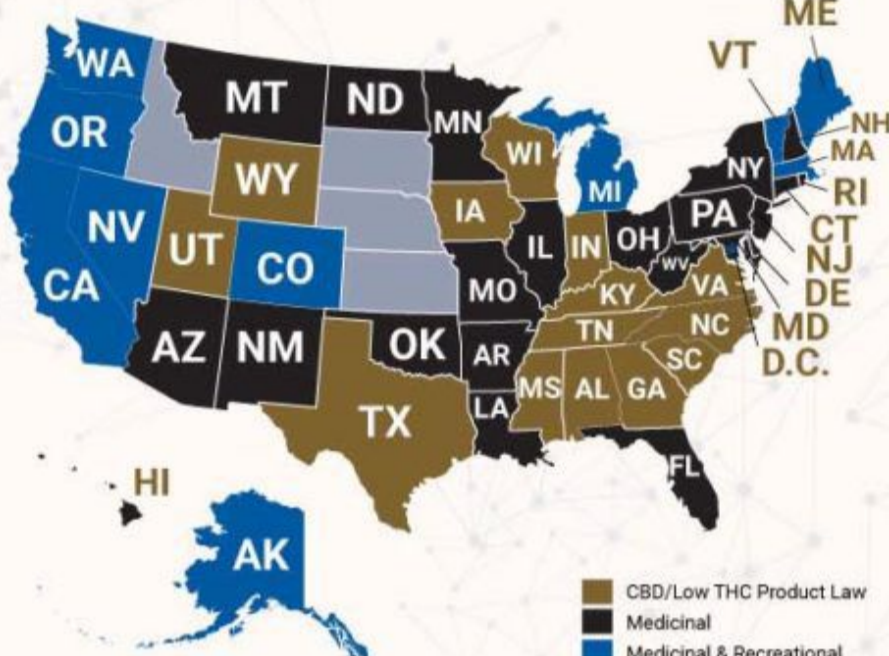 ME
VT
WA
MT
ND
MN
NH
OR
WI
MA
NY
MI
WY
RI
IA
PA
CT
NV
UT
CO
IL
IN
OH
NJ
WV
DE
CA
MO
KY
VA
MD
AZ
NM
OK
TN
NC
D.C.
AR
SC
MS
AL
GA
TX
LA
FL
HI
AK
CBD/Low THC Product Law
Medicinal
Medicinal & Recreational